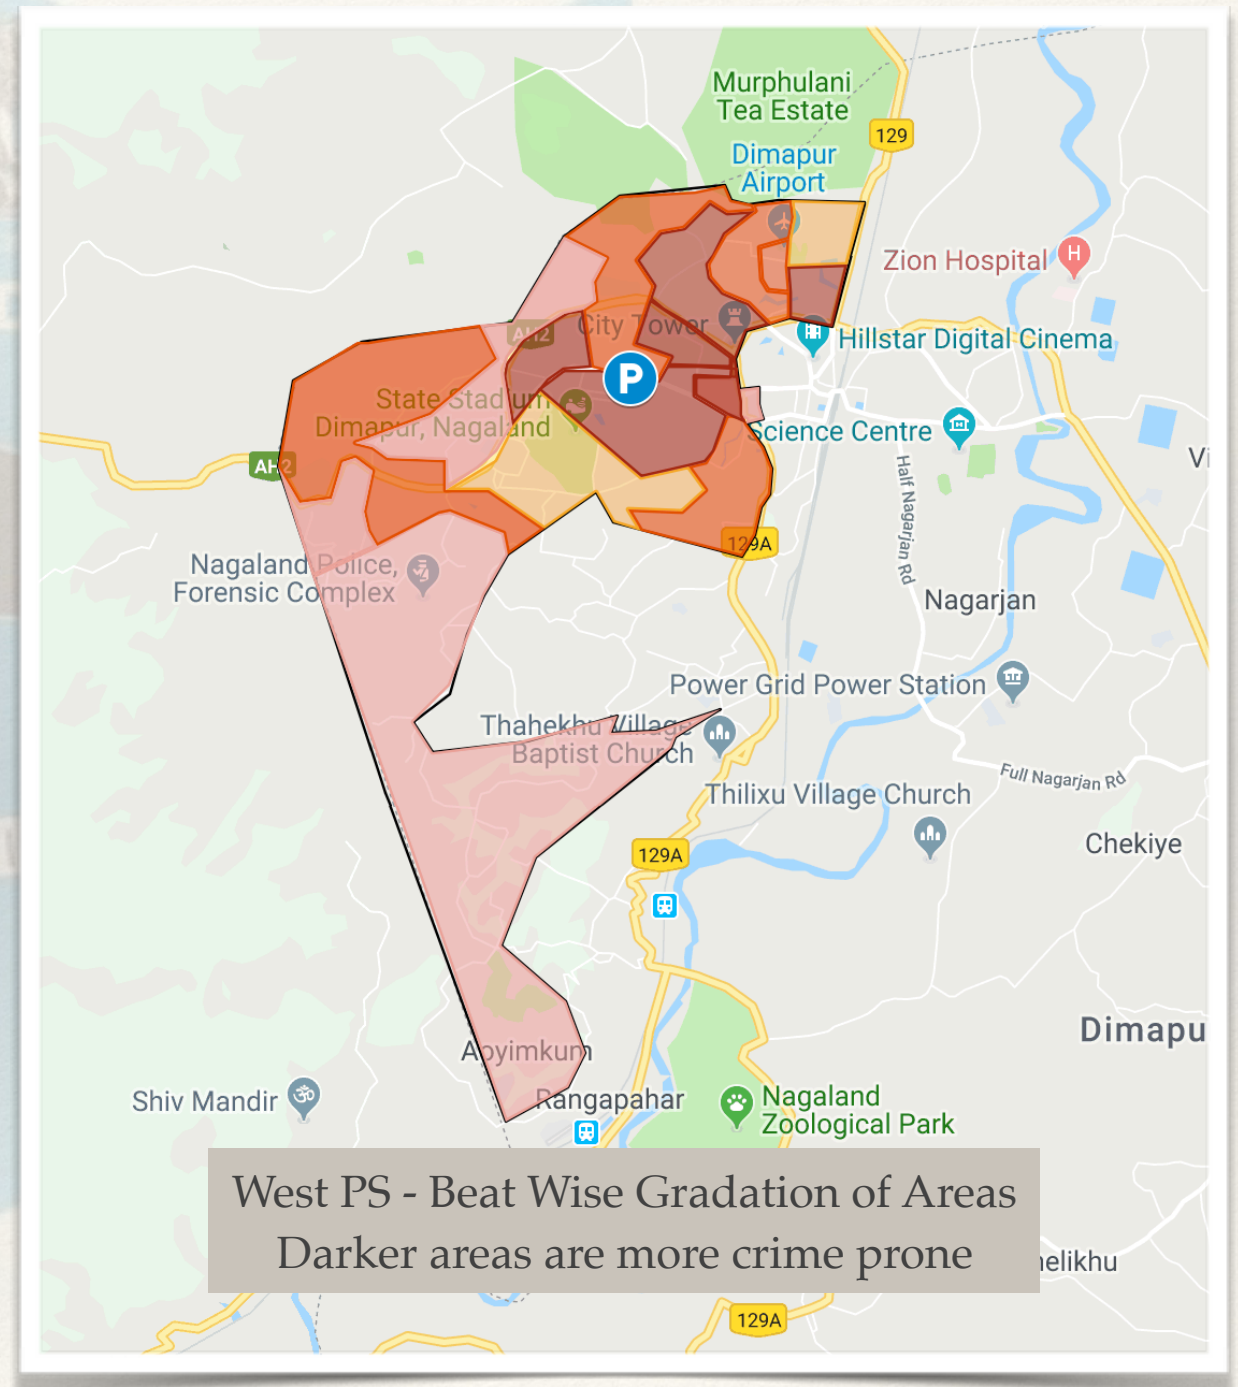 Murphulani
Tea Estate
129
Dimapur
Airport
Zion Hospital
H
AH2
City Tower
Hillstar Digital Cinema
P
State Stadium
Dimapur, Nagaland
Science Centre
AH2
Half Nagarjan Rd
129A
Nagaland Police,
Forensic Complex
Nagarjan
Power Grid Power Station
Thahekhu Village
Baptist Church
Full Nagarjan Rd
Thilixu Village Church
129A
Chekiye
Dimapu
Aoyimkum
Shiv Mandir
ॐ
Rangapahar
Nagaland
Zoological Park
West PS - Beat Wise Gradation of Areas
Darker areas are more crime prone
helikhu
129A